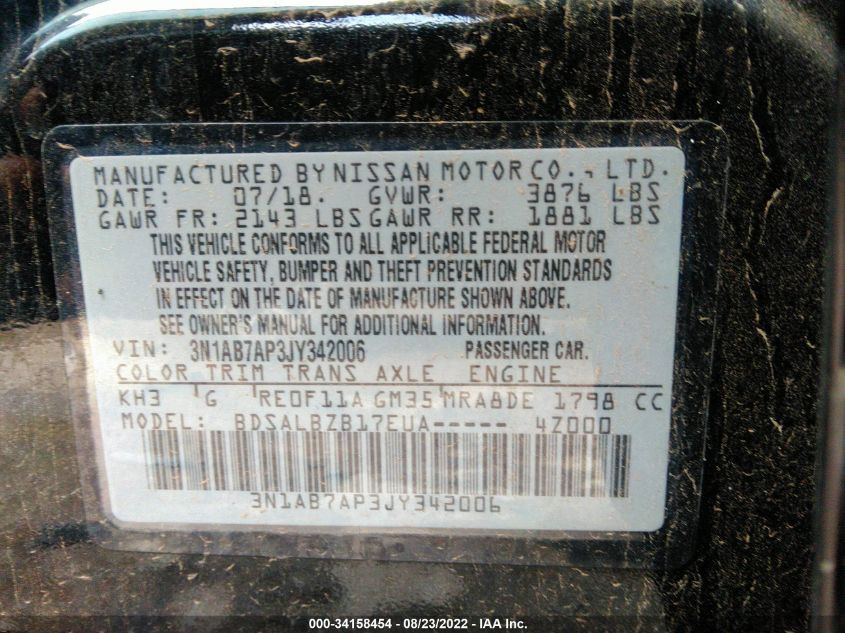 MANUFACTURED BY NISSAN MOTOR CO., LTD.
DATE: 07/18. GVWR: 3876 LBS
GAWR FR: 2143 LBS GAWR RR: 1881 LBS
THIS VEHICLE CONFORMS TO ALL APPLICABLE FEDERAL MOTOR
VEHICLE SAFETY, BUMPER AND THEFT PREVENTION STANDARDS
IN EFFECT ON THE DATE OF MANUFACTURE SHOWN ABOVE.
SEE OWNER'S MANUAL FOR ADDITIONAL INFORMATION.
VIN: 3N1AB7AP3JY342006 PASSENGER CAR.
COLOR TRIM TRANS AXLE ENGINE
KH3 G RE0F11A GM35 MRA8DE 1798 CC
MODEL: BDSALBZB17EUA----- 4Z000
3N1AB7AP3JY342006
000-34158454 - 08/23/2022 - IAA Inc.